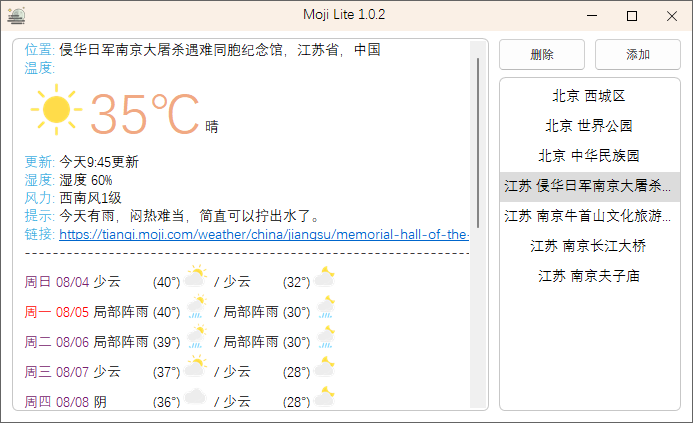 Moji Lite 1.0.2
位置: 侵华日军南京大屠杀遇难同胞纪念馆，江苏省，中国
温度:
35℃ 晴
更新: 今天9:45更新
湿度: 湿度 60%
风力: 西南风1级
提示: 今天有雨，闷热难当，简直可以拧出水了。
链接: https://tianqi.moji.com/weather/china/jiangsu/memorial-hall-of-the-
周日 08/04 少云 (40°) / 少云 (32°)
周一 08/05 局部阵雨 (40°) / 局部阵雨 (30°)
周二 08/06 局部阵雨 (39°) / 局部阵雨 (30°)
周三 08/07 少云 (37°) / 少云 (28°)
周四 08/08 阴 (36°) / 少云 (28°)
删除
添加
北京 西城区
北京 世界公园
北京 中华民族园
江苏 侵华日军南京大屠杀...
江苏 南京牛首山文化旅游...
江苏 南京长江大桥
江苏 南京夫子庙